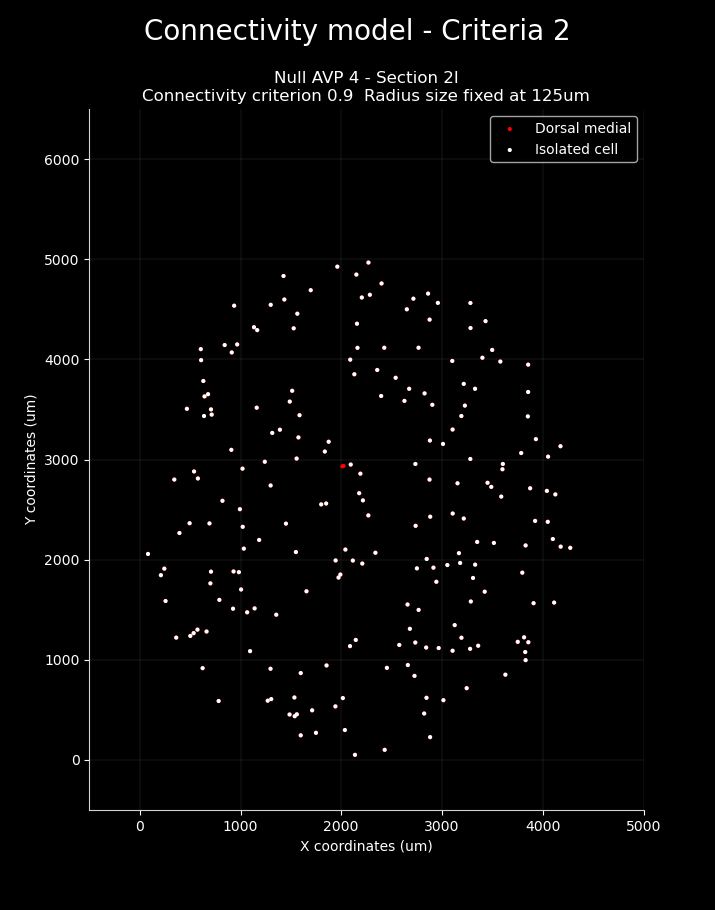 Connectivity model - Criteria 2
Null AVP 4 - Section 2l
Connectivity criterion 0.9  Radius size fixed at 125um
Dorsal medial
Isolated cell
6000
5000
4000
3000
2000
1000
0
Y coordinates (um)
0 1000 2000 3000 4000 5000
X coordinates (um)